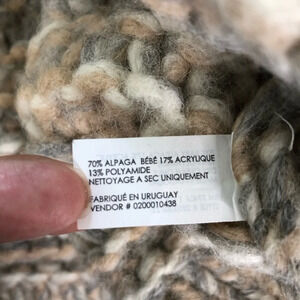 70% ALPAGA BÉBÉ 17% ACRYLIQUE
13% POLYAMIDE
NETTOYAGE A SEC UNIQUEMENT
FABRIQUÉ EN URUGUAY
VENDOR # 0200010438